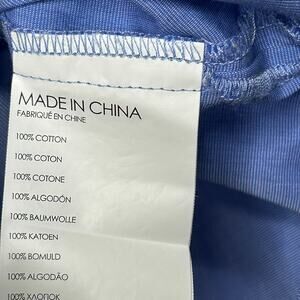 MADE IN CHINA
FABRIQUÉ EN CHINE
100% COTTON
100% COTON
100% COTONE
100% ALGODÓN
100% BAUMWOLLE
100% KATOEN
100% BOMULD
100% ALGODÃO
100% ΧΛΟΠΟΚ